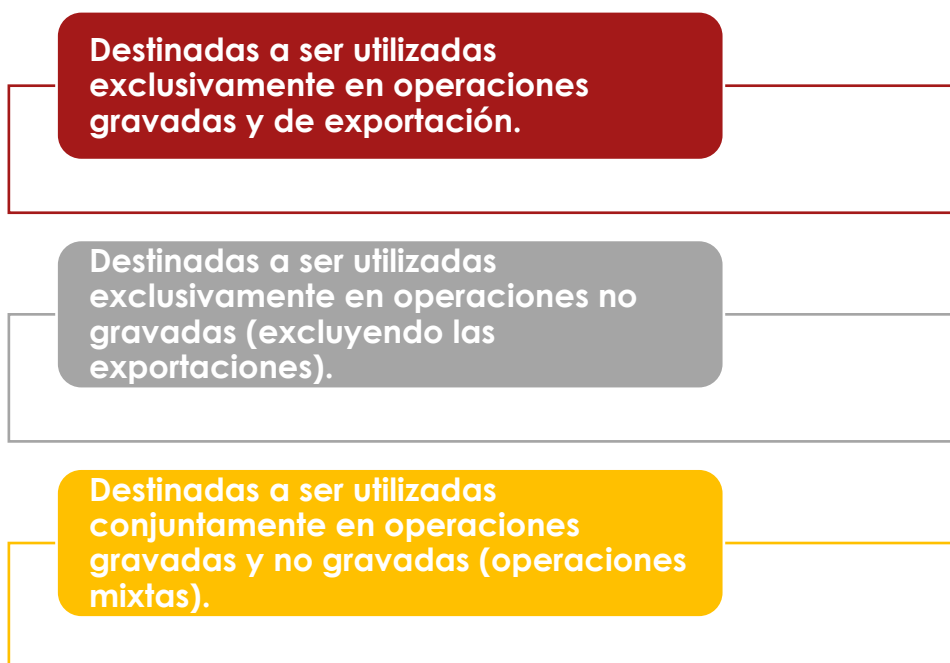 Destinadas a ser utilizadas
exclusivamente en operaciones
gravadas y de exportación.
Destinadas a ser utilizadas
exclusivamente en operaciones no
gravadas (excluyendo las
exportaciones).
Destinadas a ser utilizadas
conjuntamente en operaciones
gravadas y no gravadas (operaciones
mixtas).